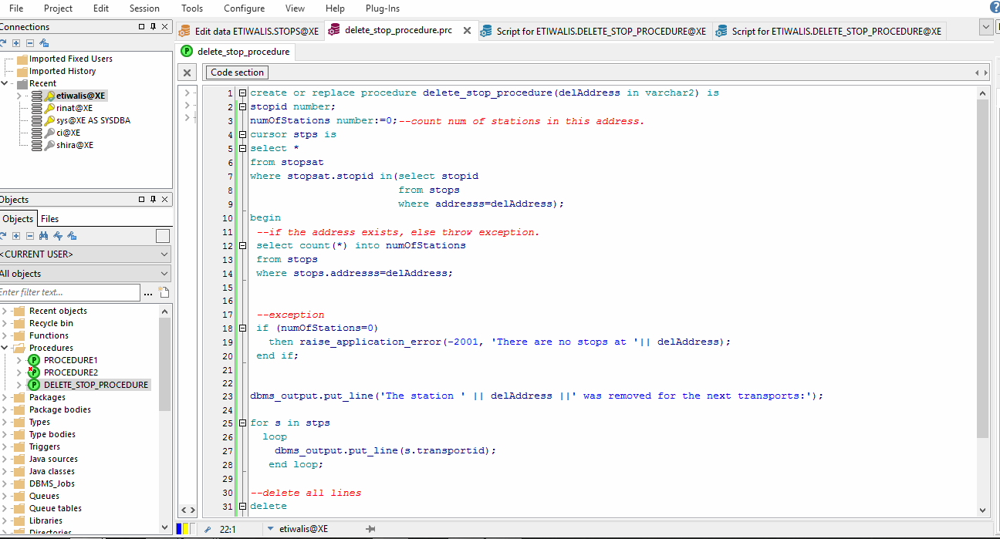 File Project Edit Session Tools Configure View Help Plug-Ins
Connections
Imported Fixed Users
Imported History
Recent
etiwalis@XE
rinat@XE
sys@XE AS SYSDBA
ci@XE
shira@XE
Objects
Objects Files
<CURRENT USER>
All objects
Enter filter text... ...
Recent objects
Recycle bin
Functions
Procedures
P PROCEDURE1
P PROCEDURE2
P DELETE_STOP_PROCEDURE
Packages
Package bodies
Types
Type bodies
Triggers
Java sources
Java classes
DBMS_Jobs
Queues
Queue tables
Libraries
Directories
Edit data ETIWALIS.STOPS@XE delete_stop_procedure.prc Script for ETIWALIS.DELETE_STOP_PROCEDURE@XE Script for ETIWALIS.DELETE_STOP_PROCEDURE@XE
P delete_stop_procedure
Code section
1 create or replace procedure delete_stop_procedure(delAddress in varchar2) is
2 stopid number;
3 numOfStations number:=0;--count num of stations in this address.
4 cursor stps is
5 select *
6 from stopsat
7 where stopsat.stopid in(select stopid
8 from stops
9 where addresss=delAddress);
10 begin
11 --if the address exists, else throw exception.
12 select count(*) into numOfStations
13 from stops
14 where stops.addresss=delAddress;
15
16
17 --exception
18 if (numOfStations=0)
19 then raise_application_error(-2001, 'There are no stops at '|| delAddress);
20 end if;
21
22
23 dbms_output.put_line('The station ' || delAddress ||' was removed for the next transports:');
24
25 for s in stps
26 loop
27 dbms_output.put_line(s.transportid);
28 end loop;
29
30 --delete all lines
31 delete
22:1 etiwalis@XE